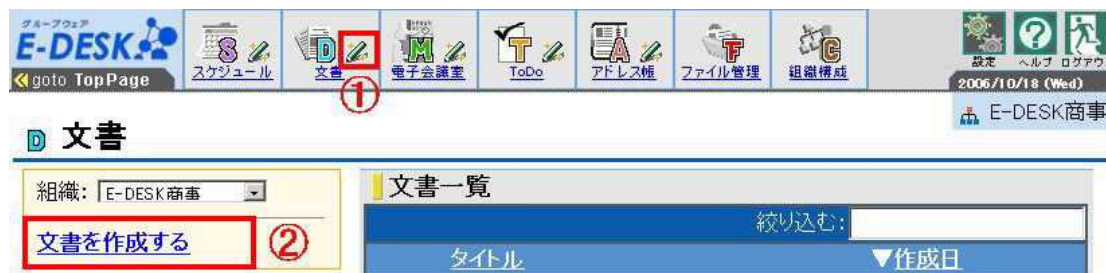 グループウェア
E-DESK
goto TopPage
S スケジュール
D 文書
M 電子会議室
T ToDo
A アドレス帳
F ファイル管理
G 組織構成
設定 ヘルプ ログアウ
2006/10/18 (Wed)
①
E-DESK商事
D 文書
組織: E-DESK商事
文書一覧
絞り込む:
文書を作成する ②
タイトル ▼作成日